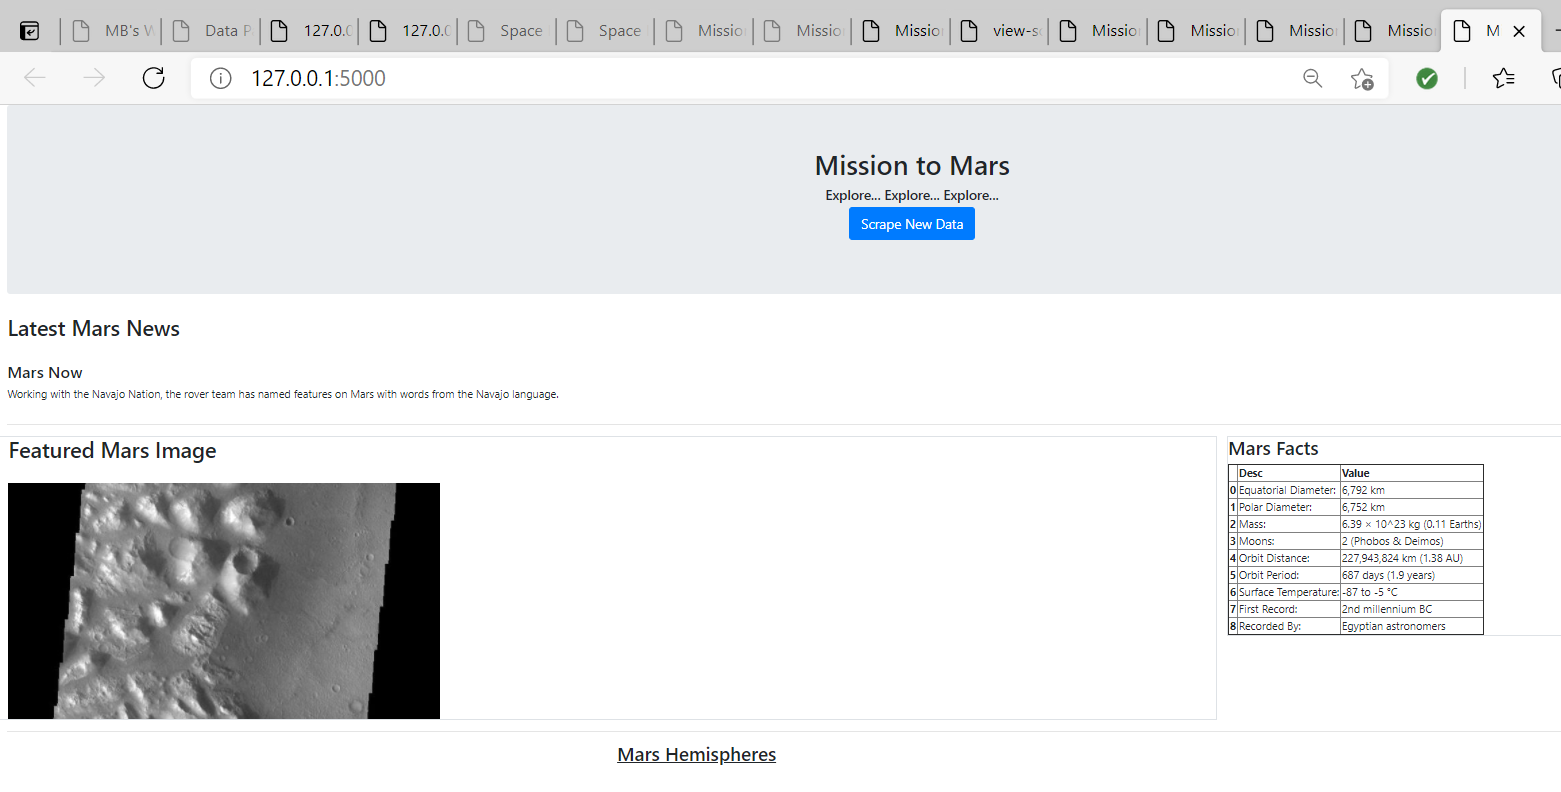 MB's W Data P 127.0.0 127.0.0 Space Space Missio Missio Missio view-s Missio Missio Missio Missio M
127.0.0.1:5000
Mission to Mars
Explore... Explore... Explore...
Scrape New Data
Latest Mars News
Mars Now
Working with the Navajo Nation, the rover team has named features on Mars with words from the Navajo language.
Featured Mars Image
Mars Facts
Desc Value
0 Equatorial Diameter: 6,792 km
1 Polar Diameter: 6,752 km
2 Mass: 6.39 × 10^23 kg (0.11 Earths)
3 Moons: 2 (Phobos & Deimos)
4 Orbit Distance: 227,943,824 km (1.38 AU)
5 Orbit Period: 687 days (1.9 years)
6 Surface Temperature: -87 to -5 °C
7 First Record: 2nd millennium BC
8 Recorded By: Egyptian astronomers
Mars Hemispheres